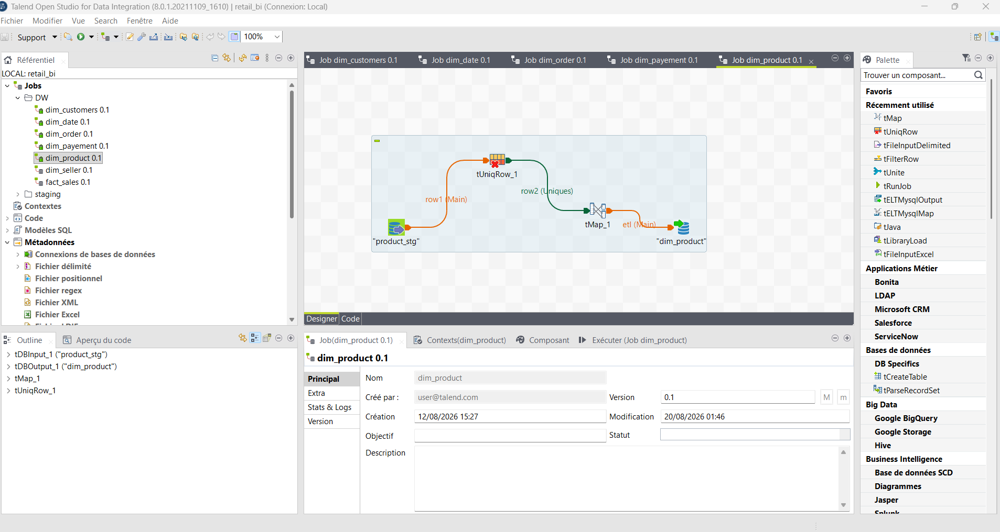 Talend Open Studio for Data Integration (8.0.1.20211109_1610) | retail_bi (Connexion: Local)
Fichier Modifier Vue Search Fenêtre Aide
Support 100%
Référentiel
LOCAL: retail_bi
Jobs
DW
dim_customers 0.1
dim_date 0.1
dim_order 0.1
dim_payement 0.1
dim_product 0.1
dim_seller 0.1
fact_sales 0.1
staging
Contextes
Code
Modèles SQL
Métadonnées
Connexions de bases de données
Fichier délimité
Fichier positionnel
Fichier regex
Fichier XML
Fichier Excel
Job dim_customers 0.1 Job dim_date 0.1 Job dim_order 0.1 Job dim_payement 0.1 Job dim_product 0.1
tUniqRow_1
row2 (Uniques)
row1 (Main)
tMap_1
etl (Main)
"product_stg"
"dim_product"
Designer Code
Palette
Trouver un composant...
Favoris
Récemment utilisé
tMap
tUniqRow
tFileInputDelimited
tFilterRow
tUnite
tRunJob
tELTMysqlOutput
tELTMysqlMap
tJava
tLibraryLoad
tFileInputExcel
Applications Métier
Bonita
LDAP
Microsoft CRM
Salesforce
ServiceNow
Bases de données
DB Specifics
tCreateTable
tParseRecordSet
Big Data
Google BigQuery
Google Storage
Hive
Business Intelligence
Base de données SCD
Diagrammes
Jasper
Splunk
Outline Aperçu du code
tDBInput_1 ("product_stg")
tDBOutput_1 ("dim_product")
tMap_1
tUniqRow_1
Job(dim_product 0.1) Contexts(dim_product) Composant Exécuter (Job dim_product)
dim_product 0.1
Principal
Extra
Stats & Logs
Version
Nom dim_product
Créé par : user@talend.com Version 0.1 M m
Création 12/08/2026 15:27 Modification 20/08/2026 01:46
Objectif Statut
Description